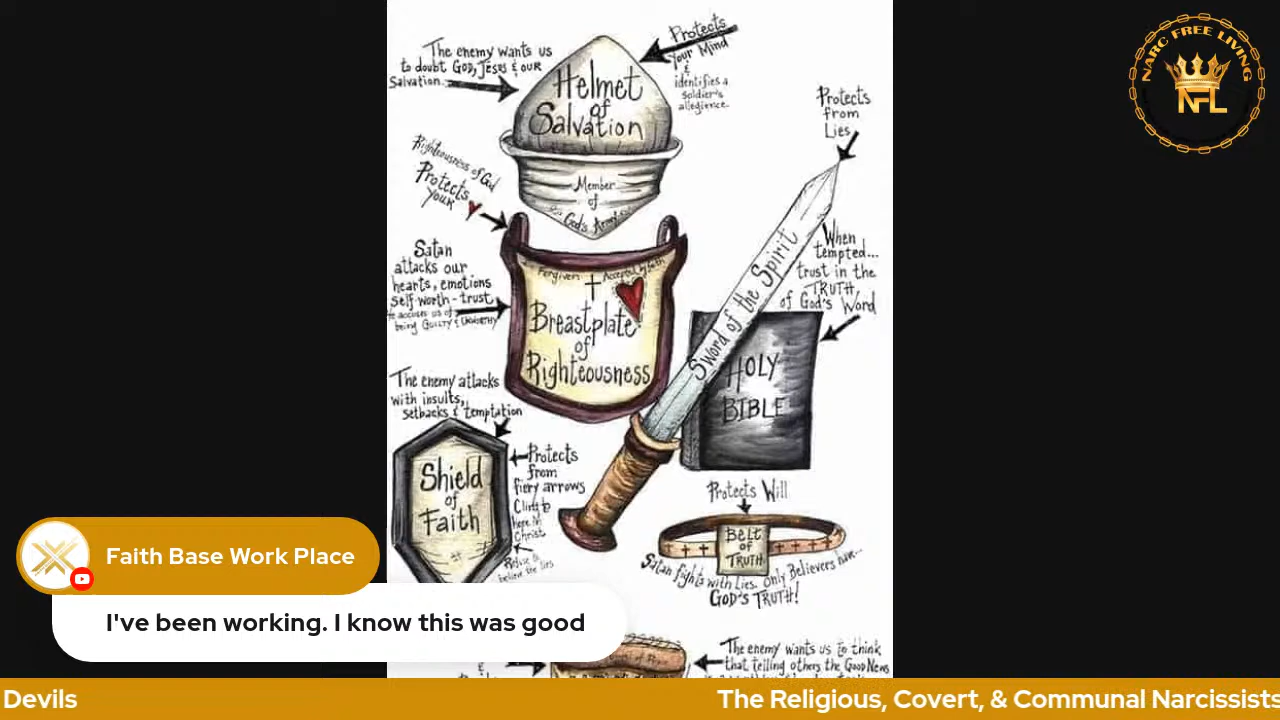 The enemy wants us
to doubt GOD, JESUS & OUR
Salvation.
Protects
Your Mind
&
identifies a
soldier's
allegience.
Helmet
of
Salvation
Member
of
God's Army
Protects
from
Lies
Righteousness of God
Protects
your
Satan
attacks our
hearts, emotions
self-worth - trust
being GUILTY & UNWORTHY
Forgiven
Accepted by faith
Breastplate
of
Righteousness
Sword of the Spirit
When
tempted...
trust in the
TRUTH
of God's Word
HOLY
BIBLE
The enemy attacks
with insults,
setbacks & temptation
Shield
of
Faith
Protects
from
fiery arrows
Protects Will
BELT
of
TRUTH
Satan fights with Lies. Only Believers have...
GOD'S TRUTH!
The enemy wants us to think
that telling others the GOOD NEWS
&
NARC FREE LIVING
NFL
Faith Base Work Place
I've been working. I know this was good
Devils
The Religious, Covert, & Communal Narcissists